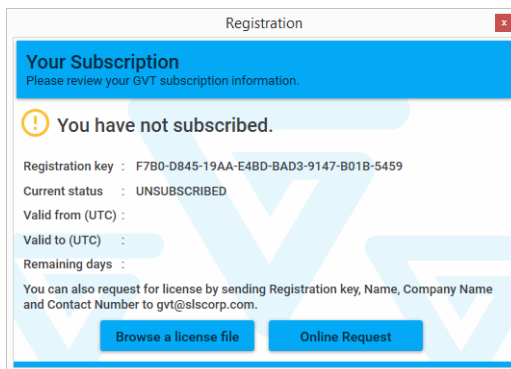 Registration
x
Your Subscription
Please review your GVT subscription information.
You have not subscribed.
Registration key : F7B0-D845-19AA-E4BD-BAD3-9147-B01B-5459
Current status : UNSUBSCRIBED
Valid from (UTC) :
Valid to (UTC) :
Remaining days :
You can also request for license by sending Registration key, Name, Company Name
and Contact Number to gvt@slscorp.com.
Browse a license file Online Request